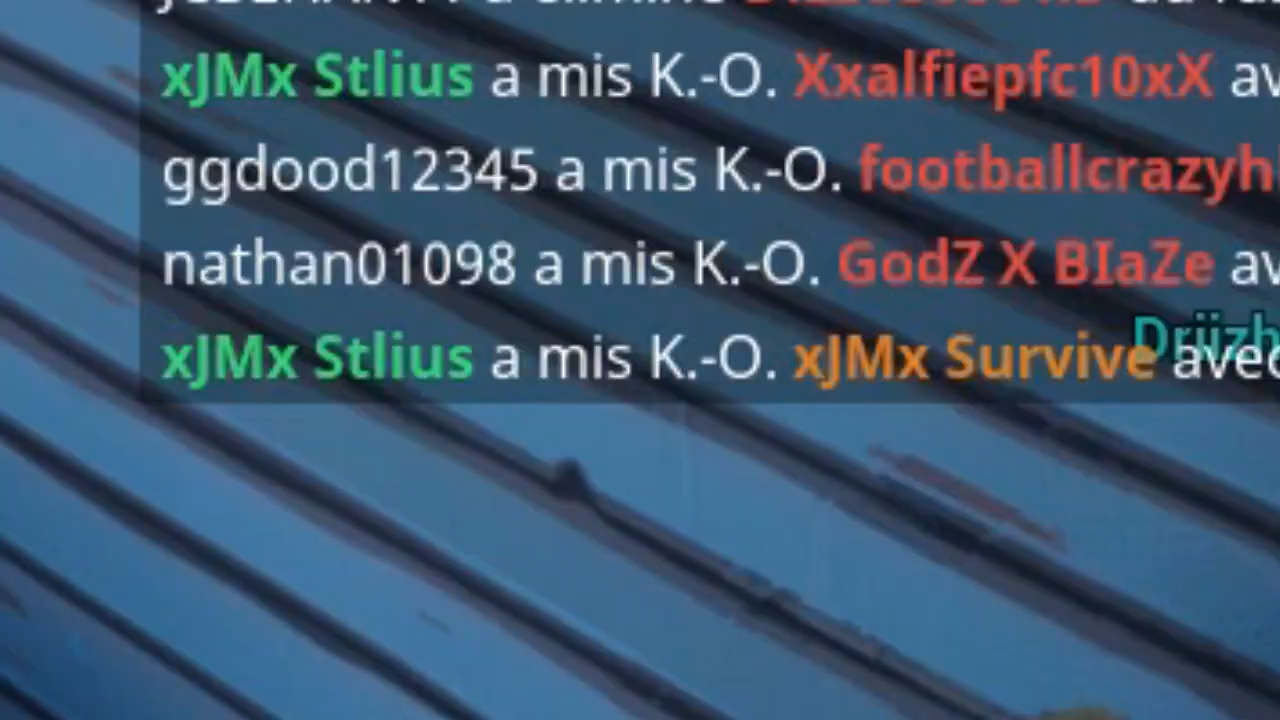 xJMx Stlius a mis K.-O. Xxalfiepfc10xX
ggdood12345 a mis K.-O.
nathan01098 a mis K.-O. GodZ X BIaZe
xJMx Stlius a mis K.-O. xJMx Survive avec